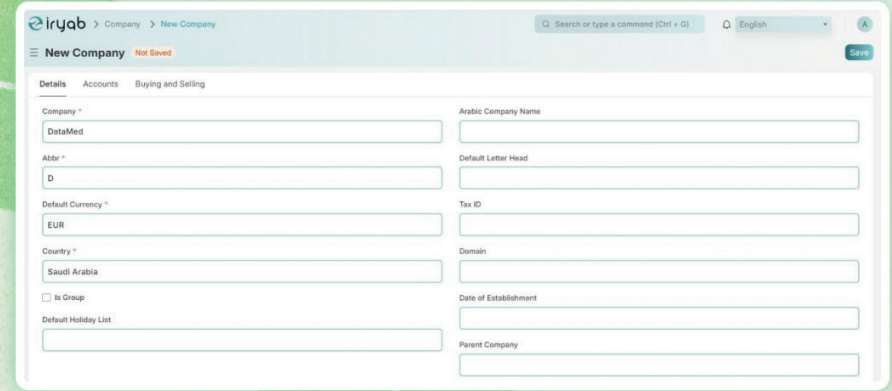 iryab > Company > New Company
Search or type a command (Ctrl + G)
English
A
New Company Not Saved
Save
Details Accounts Buying and Selling
Company *
DataMed
Abbr *
D
Default Currency *
EUR
Country *
Saudi Arabia
Is Group
Default Holiday List
Arabic Company Name
Default Letter Head
Tax ID
Domain
Date of Establishment
Parent Company